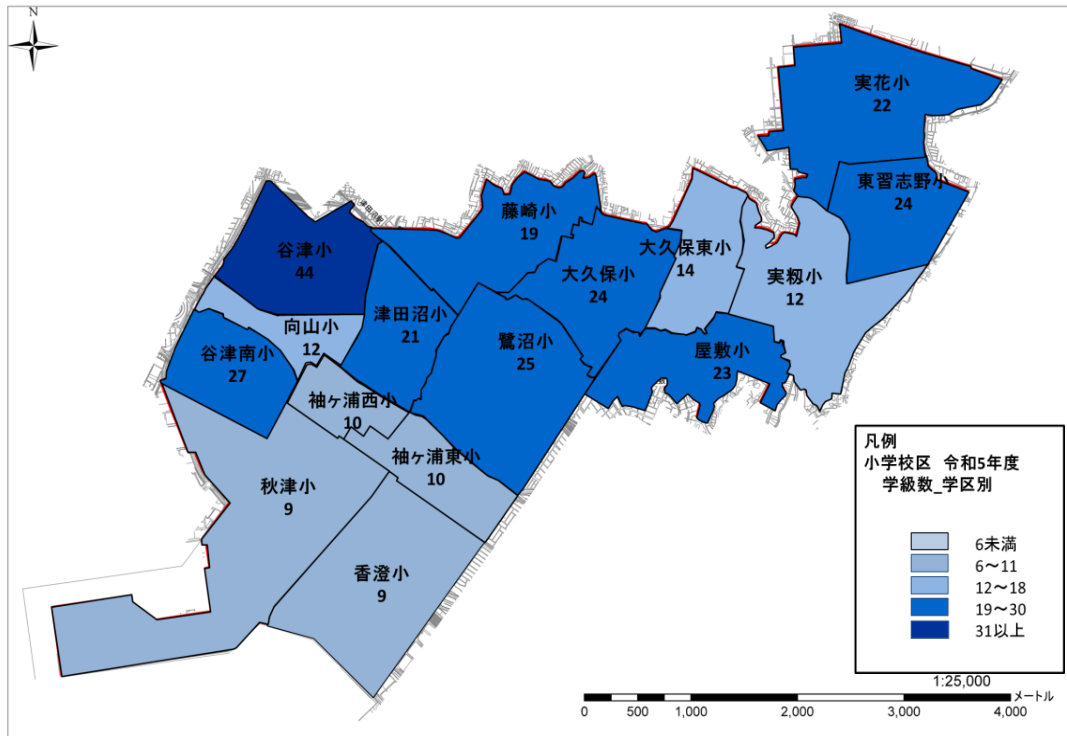 N
実花小
22
東習志野小
24
藤崎小
19
大久保東小
14
谷津小
44
大久保小
24
実籾小
12
津田沼小
21
向山小
12
鷺沼小
25
屋敷小
23
谷津南小
27
袖ヶ浦西小
10
袖ヶ浦東小
10
秋津小
9
香澄小
9
津田沼駅
凡例
小学校区 令和5年度
学級数_学区別
6未満
6～11
12～18
19～30
31以上
1:25,000
メートル
0 500 1,000 2,000 3,000 4,000